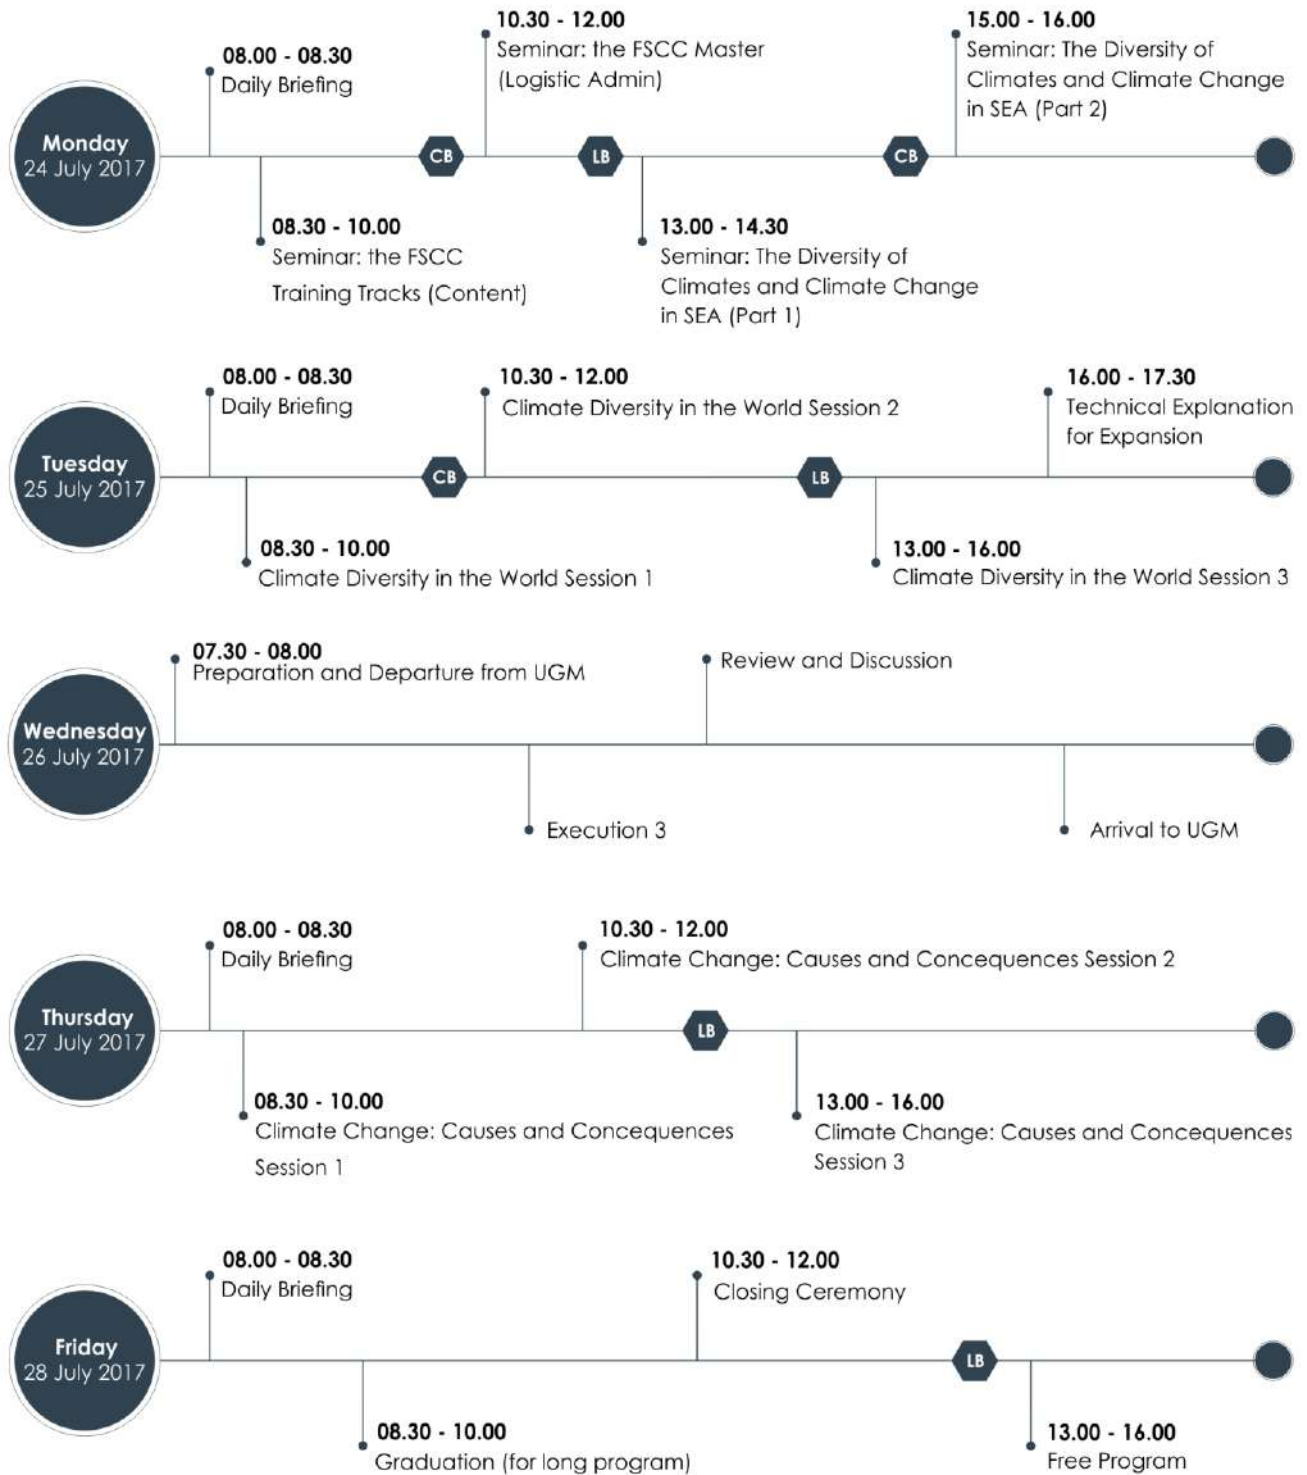 Monday
24 July 2017
08.00 - 08.30
Daily Briefing
08.30 - 10.00
Seminar: the FSCC
Training Tracks (Content)
CB
10.30 - 12.00
Seminar: the FSCC Master
(Logistic Admin)
LB
13.00 - 14.30
Seminar: The Diversity of
Climates and Climate Change
in SEA (Part 1)
CB
15.00 - 16.00
Seminar: The Diversity of
Climates and Climate Change
in SEA (Part 2)
Tuesday
25 July 2017
08.00 - 08.30
Daily Briefing
08.30 - 10.00
Climate Diversity in the World Session 1
CB
10.30 - 12.00
Climate Diversity in the World Session 2
LB
13.00 - 16.00
Climate Diversity in the World Session 3
16.00 - 17.30
Technical Explanation
for Expansion
Wednesday
26 July 2017
07.30 - 08.00
Preparation and Departure from UGM
Execution 3
Review and Discussion
Arrival to UGM
Thursday
27 July 2017
08.00 - 08.30
Daily Briefing
08.30 - 10.00
Climate Change: Causes and Concequences
Session 1
10.30 - 12.00
Climate Change: Causes and Concequences Session 2
LB
13.00 - 16.00
Climate Change: Causes and Concequences
Session 3
Friday
28 July 2017
08.00 - 08.30
Daily Briefing
08.30 - 10.00
Graduation (for long program)
10.30 - 12.00
Closing Ceremony
LB
13.00 - 16.00
Free Program